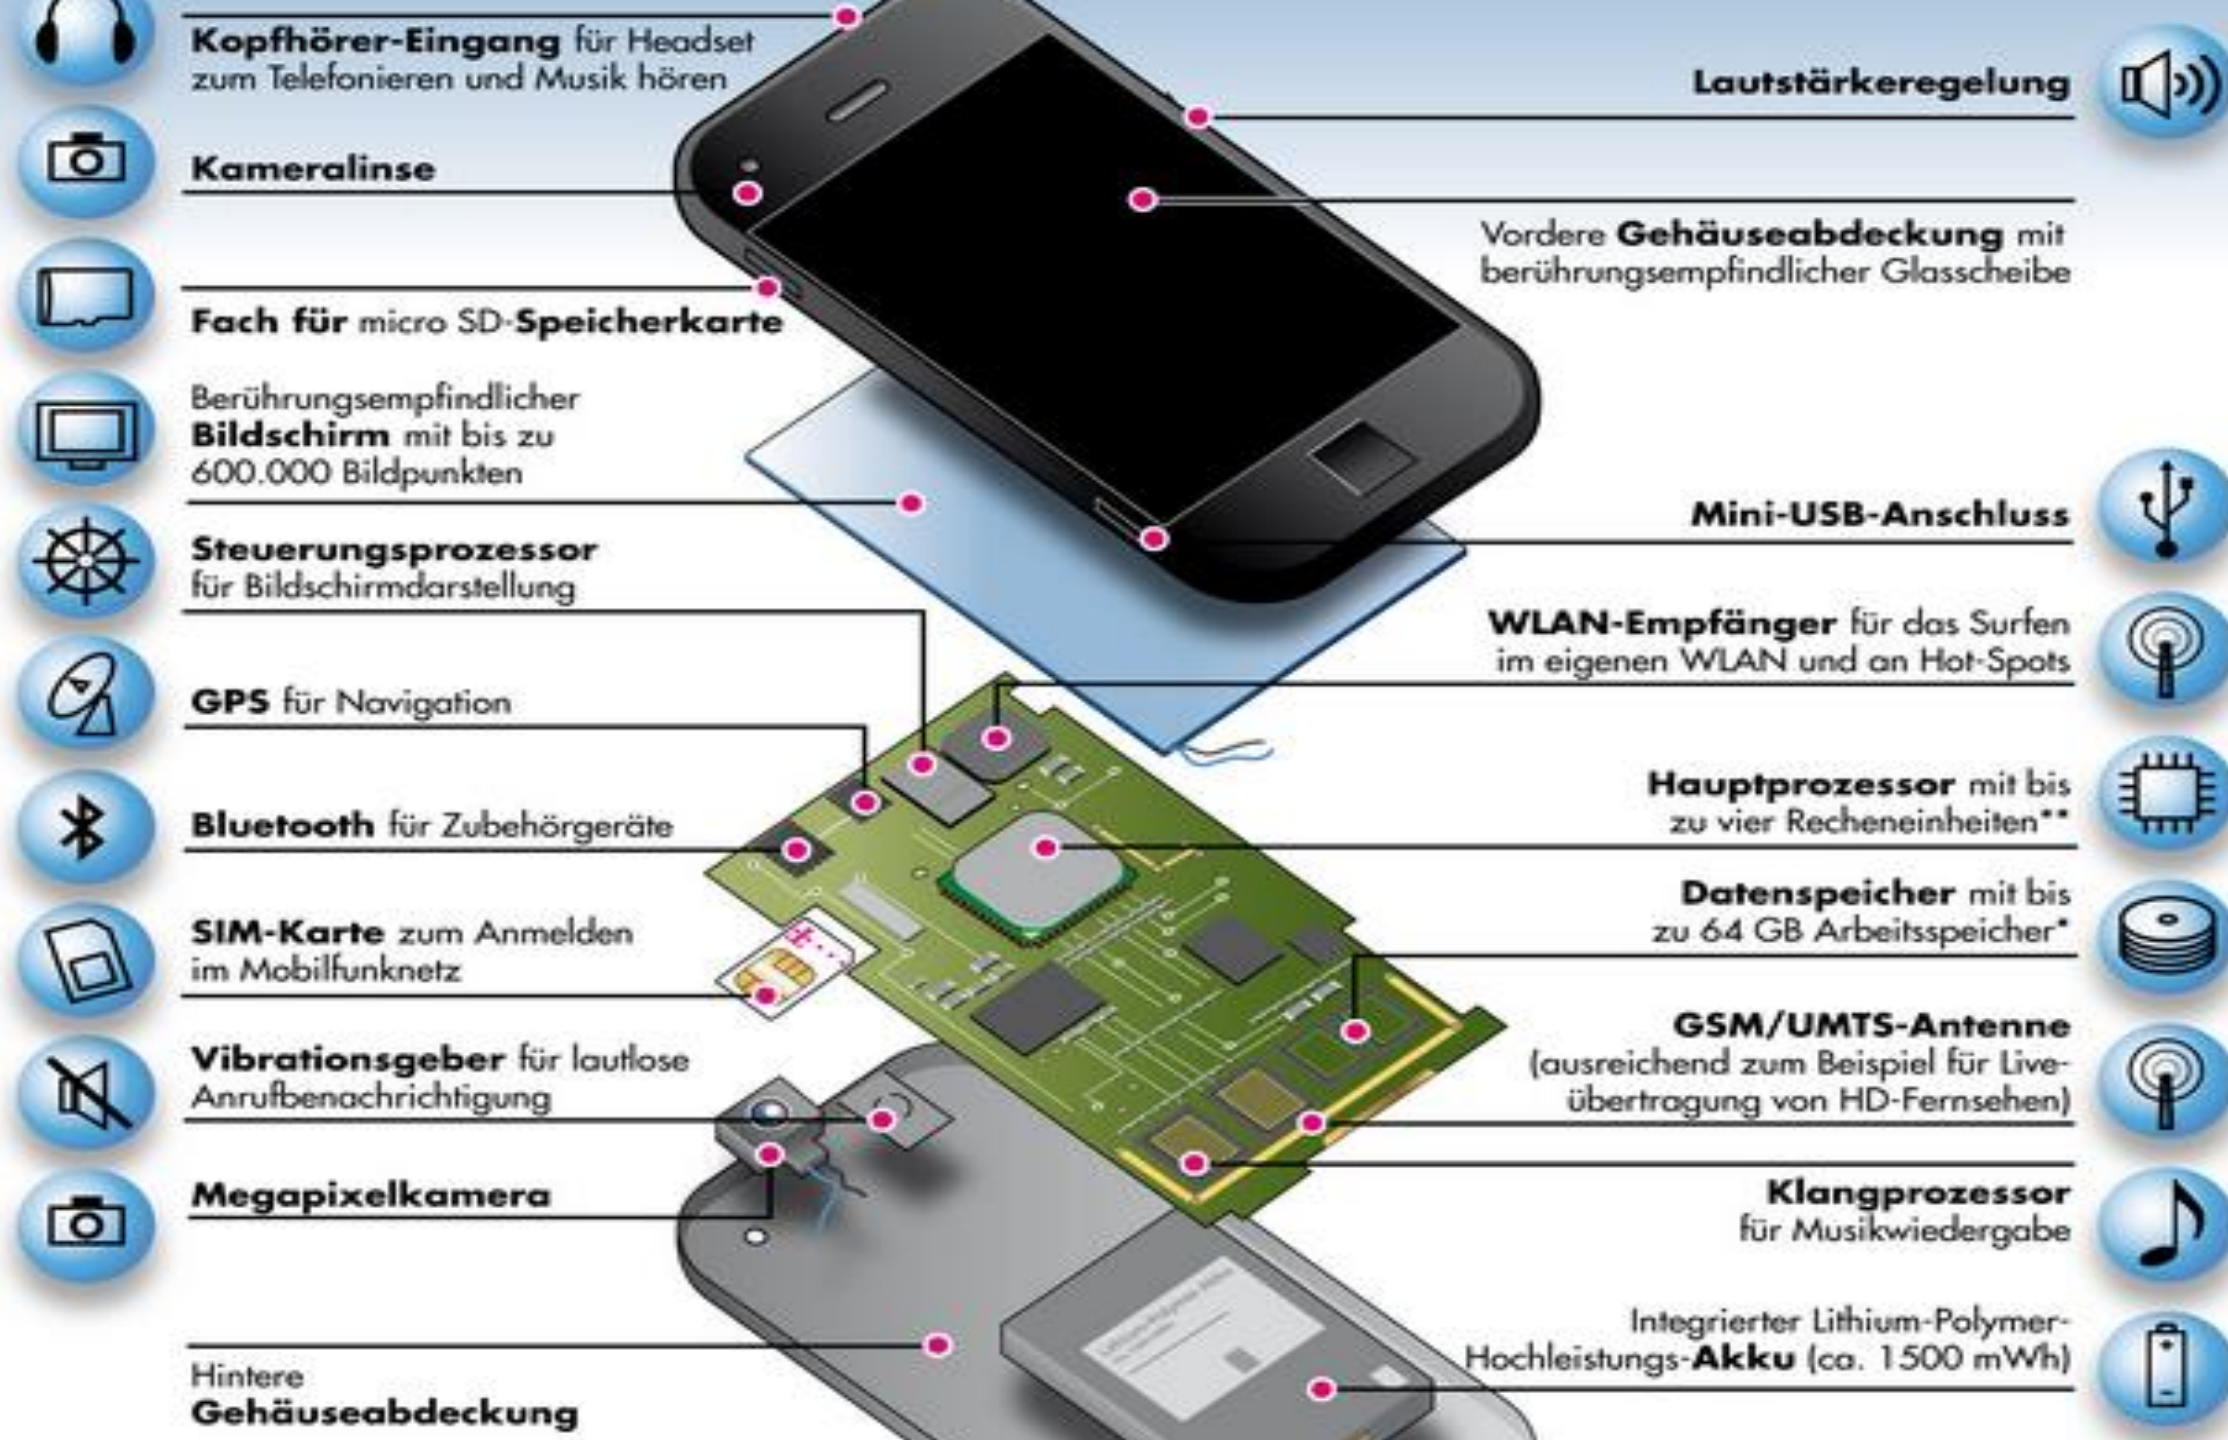 Kopfhörer-Eingang für Headset
zum Telefonieren und Musik hören
Kameralinse
Fach für micro SD-Speicherkarte
Berührungsempfindlicher
Bildschirm mit bis zu
600.000 Bildpunkten
Steuerungsprozessor
für Bildschirmdarstellung
GPS für Navigation
Bluetooth für Zubehörgeräte
SIM-Karte zum Anmelden
im Mobilfunknetz
Vibrationsgeber für lautlose
Anrufbenachrichtigung
Megapixelkamera
Hintere
Gehäuseabdeckung
Lautstärkeregelung
Vordere Gehäuseabdeckung mit
berührungsempfindlicher Glasscheibe
Mini-USB-Anschluss
WLAN-Empfänger für das Surfen
im eigenen WLAN und an Hot-Spots
Hauptprozessor mit bis
zu vier Recheneinheiten**
Datenspeicher mit bis
zu 64 GB Arbeitsspeicher*
GSM/UMTS-Antenne
(ausreichend zum Beispiel für Live-
übertragung von HD-Fernsehen)
Klangprozessor
für Musikwiedergabe
Integrierter Lithium-Polymer-
Hochleistungs-Akku (ca. 1500 mWh)